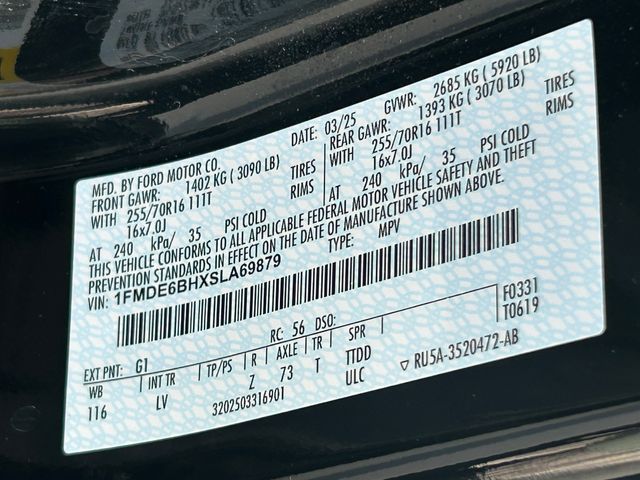 MFD. BY FORD MOTOR CO.
DATE: 03/25
GVWR: 2685 KG ( 5920 LB)
FRONT GAWR: 1402 KG ( 3090 LB)
REAR GAWR: 1393 KG ( 3070 LB)
WITH 255/70R16 111T TIRES
WITH 255/70R16 111T TIRES
16x7.0J RIMS
16x7.0J RIMS
AT 240 kPa/ 35 PSI COLD
AT 240 kPa/ 35 PSI COLD
THIS VEHICLE CONFORMS TO ALL APPLICABLE FEDERAL MOTOR VEHICLE SAFETY AND THEFT
PREVENTION STANDARDS IN EFFECT ON THE DATE OF MANUFACTURE SHOWN ABOVE.
VIN: 1FMDE6BHXSLA69879
TYPE: MPV
F0331
T0619
EXT PNT: G1 RC: 56 DSO:
WB INT TR TP/PS R AXLE TR SPR
116 LV Z 73 T TTDD
ULC
3202503316901
RU5A-3520472-AB